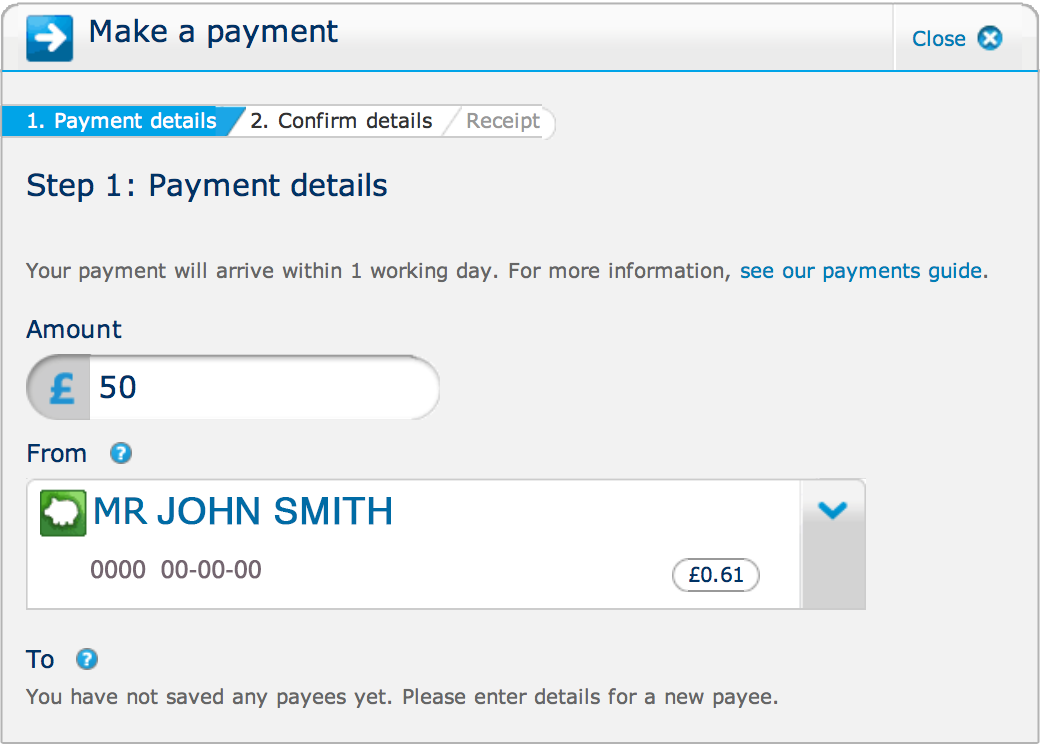 Make a payment
Close
1. Payment details
2. Confirm details
Receipt
Step 1: Payment details
Your payment will arrive within 1 working day. For more information, see our payments guide.
Amount
£ 50
From ?
MR JOHN SMITH
0000 00-00-00
£0.61
To ?
You have not saved any payees yet. Please enter details for a new payee.